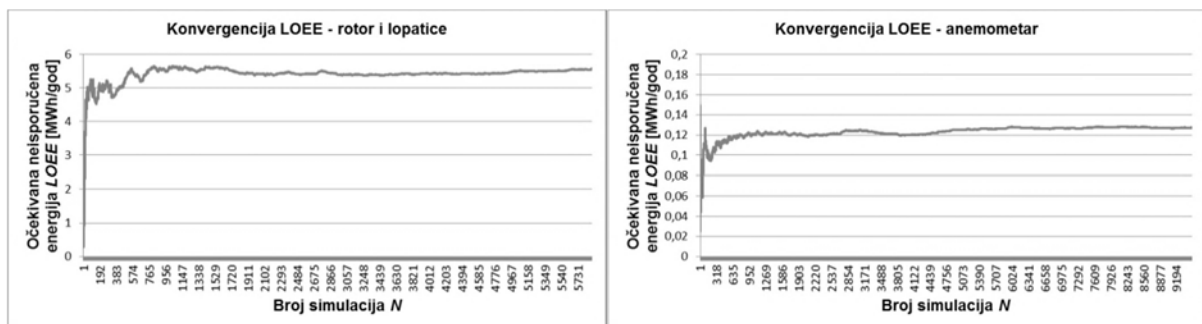 Konvergencija LOEE - rotor i lopatice
Očekivana neisporučena
energija LOEE [MWh/god]
6
5
4
3
2
1
0
1 192 383 574 765 956 1147 1338 1529 1720 1911 2102 2293 2484 2675 2866 3057 3248 3439 3630 3821 4012 4203 4394 4585 4776 4967 5158 5349 5540 5731
Broj simulacija N
Konvergencija LOEE - anemometar
Očekivana neisporučena
energija LOEE [MWh/god]
0,2
0,18
0,16
0,14
0,12
0,1
0,08
0,06
0,04
0,02
0
1 318 635 952 1269 1586 1903 2220 2537 2854 3171 3488 3805 4122 4439 4756 5073 5390 5707 6024 6341 6658 6975 7292 7609 7926 8243 8560 8877 9194
Broj simulacija N